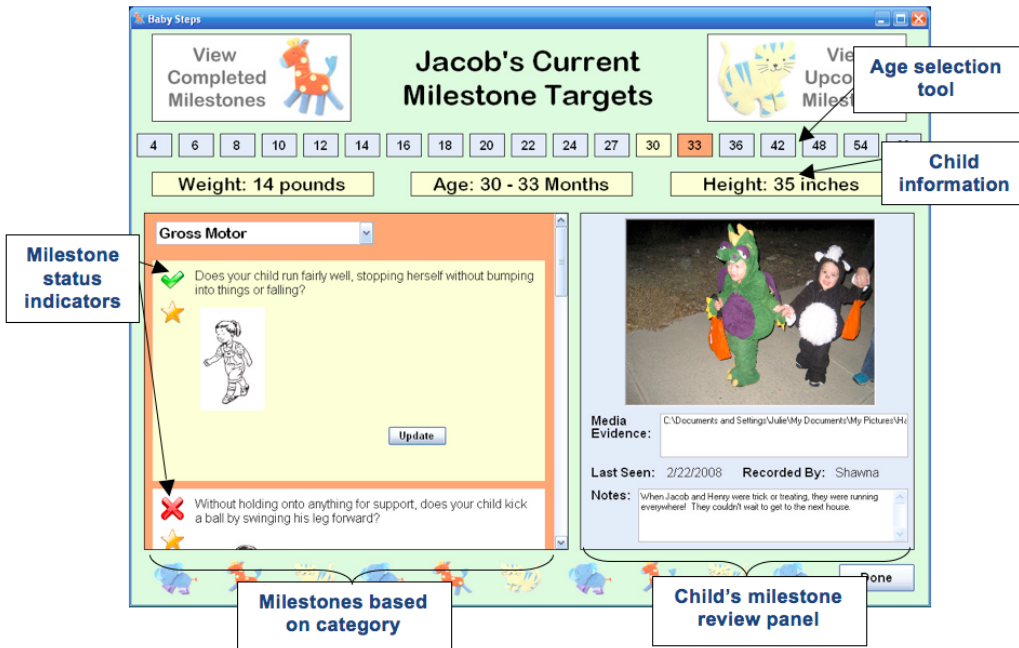 Baby Steps
View
Completed
Milestones
Jacob's Current
Milestone Targets
Age selection
tool
4 6 8 10 12 14 16 18 20 22 24 27 30 33 36 42 48 54
Child
information
Weight: 14 pounds
Age: 30 - 33 Months
Height: 35 inches
Milestone
status
indicators
Gross Motor
Does your child run fairly well, stopping herself without bumping
into things or falling?
Update
Without holding onto anything for support, does your child kick
a ball by swinging his leg forward?
Media
Evidence:
C:\Documents and Settings\Julie\My Documents\My Pictures\Ha
Last Seen: 2/22/2008 Recorded By: Shawna
Notes:
When Jacob and Henry were trick or treating, they were running
everywhere! They couldn't wait to get to the next house.
Milestones based
on category
Child's milestone
review panel
Done